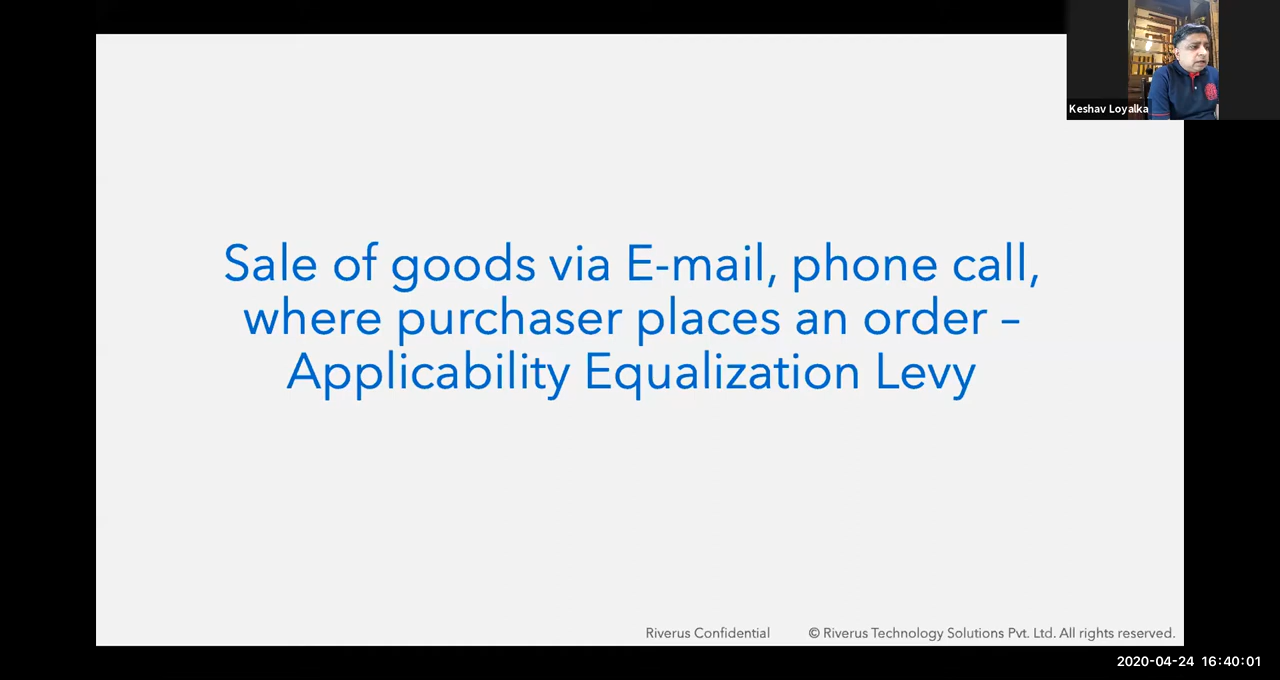 Keshav Loyalka
Sale of goods via E-mail, phone call,
where purchaser places an order –
Applicability Equalization Levy
Riverus Confidential © Riverus Technology Solutions Pvt. Ltd. All rights reserved.
2020-04-24 16:40:01